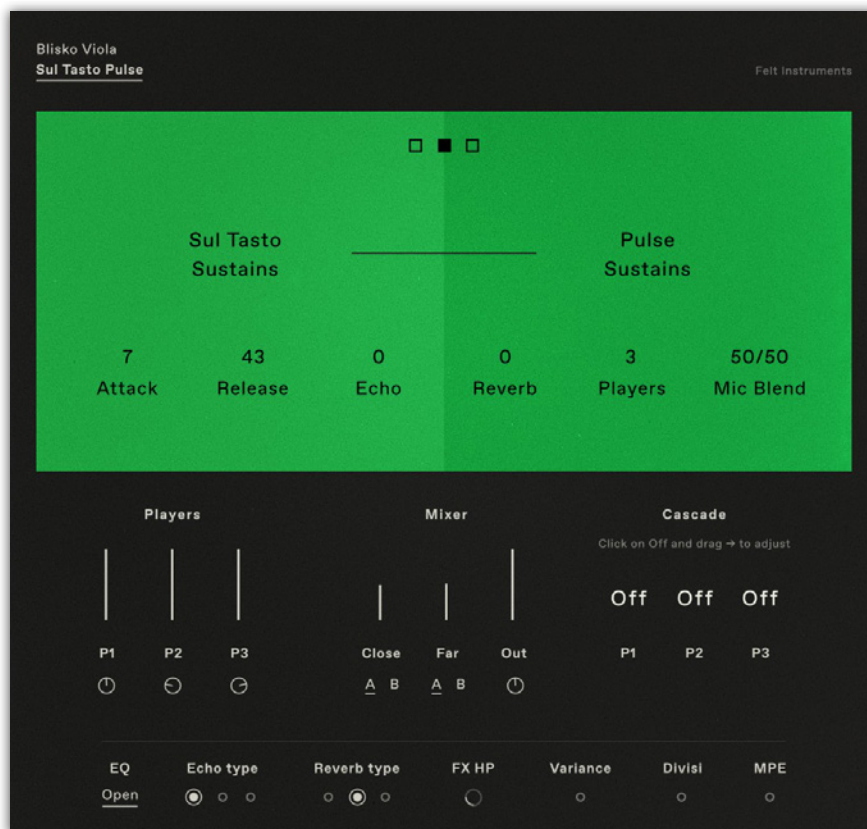 Blisko Viola
Sul Tasto Pulse
Felt Instruments
Sul Tasto
Sustains
Pulse
Sustains
7 43 0 0 3 50/50
Attack Release Echo Reverb Players Mic Blend
Players Mixer Cascade
Click on Off and drag → to adjust
Off Off Off
P1 P2 P3 Close Far Out P1 P2 P3
A B A B
EQ Echo type Reverb type FX HP Variance Divisi MPE
Open